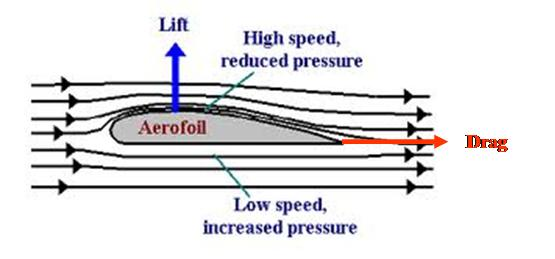 Lift
High speed,
reduced pressure
Aerofoil
Drag
Low speed,
increased pressure